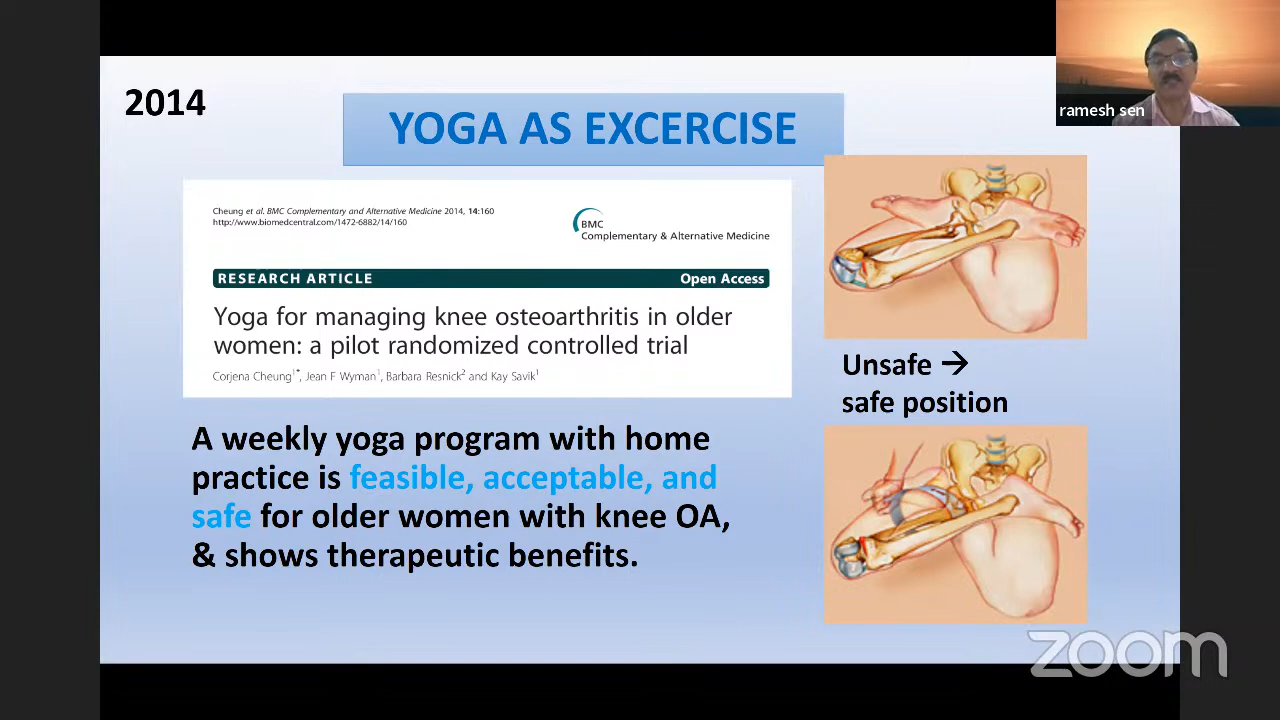 2014
YOGA AS EXCERCISE
ramesh sen
Cheung et al. BMC Complementary and Alternative Medicine 2014, 14:160
http://www.biomedcentral.com/1472-6882/14/160
BMC
Complementary & Alternative Medicine
RESEARCH ARTICLE Open Access
Yoga for managing knee osteoarthritis in older
women: a pilot randomized controlled trial
Corjena Cheung1*, Jean F Wyman1, Barbara Resnick2 and Kay Savik1
Unsafe →
safe position
A weekly yoga program with home
practice is feasible, acceptable, and
safe for older women with knee OA,
& shows therapeutic benefits.
zoom